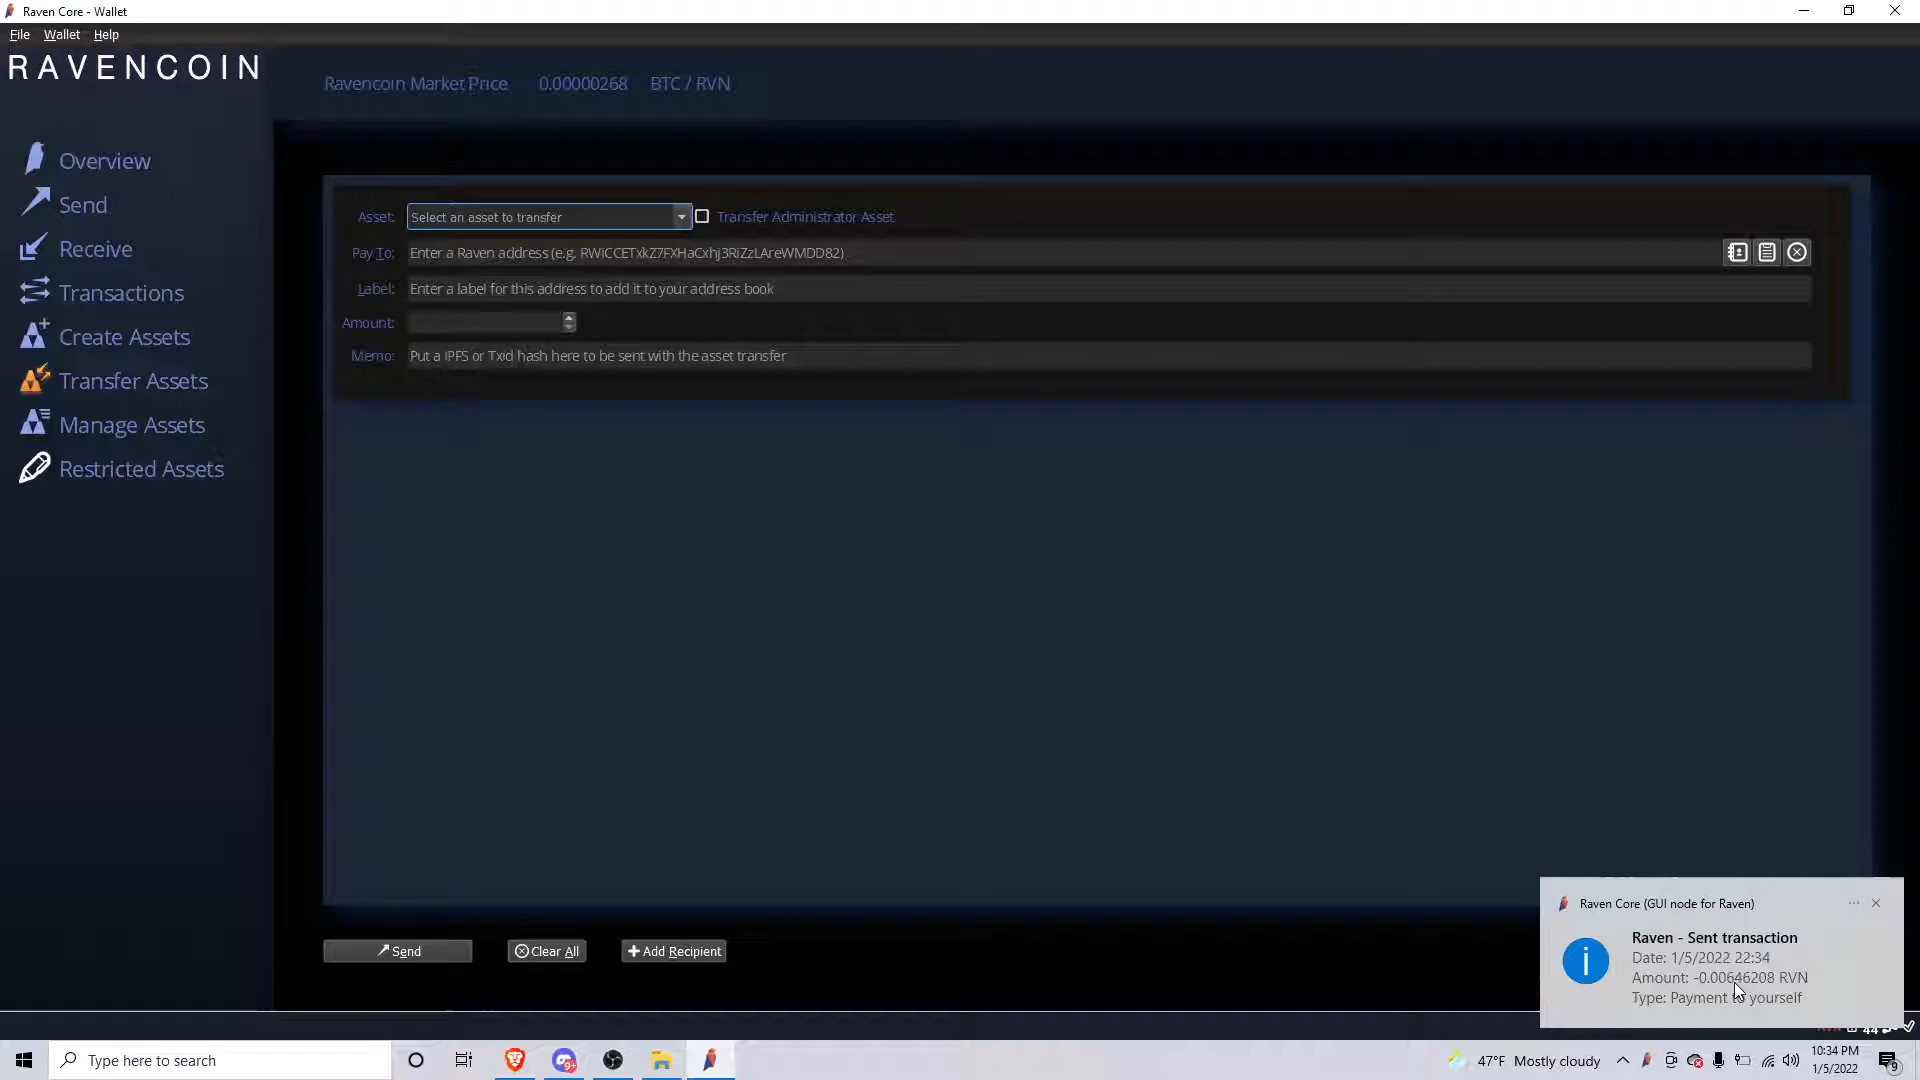 Raven Core - Wallet
File Wallet Help
RAVENCOIN
Ravencoin Market Price 0.00000268 BTC / RVN
Overview
Send
Receive
Transactions
Create Assets
Transfer Assets
Manage Assets
Restricted Assets
Asset: Select an asset to transfer Transfer Administrator Asset
Pay To: Enter a Raven address (e.g. RWiCCETxkZ7FXHaCxhj3RiZzLAreWMDD82)
Label: Enter a label for this address to add it to your address book
Amount:
Memo: Put a IPFS or Txid hash here to be sent with the asset transfer
Send Clear All Add Recipient
Raven Core (GUI node for Raven)
Raven - Sent transaction
Date: 1/5/2022 22:34
Amount: -0.00646208 RVN
Type: Payment to yourself
Type here to search
9+
47°F Mostly cloudy
10:34 PM
1/5/2022
9